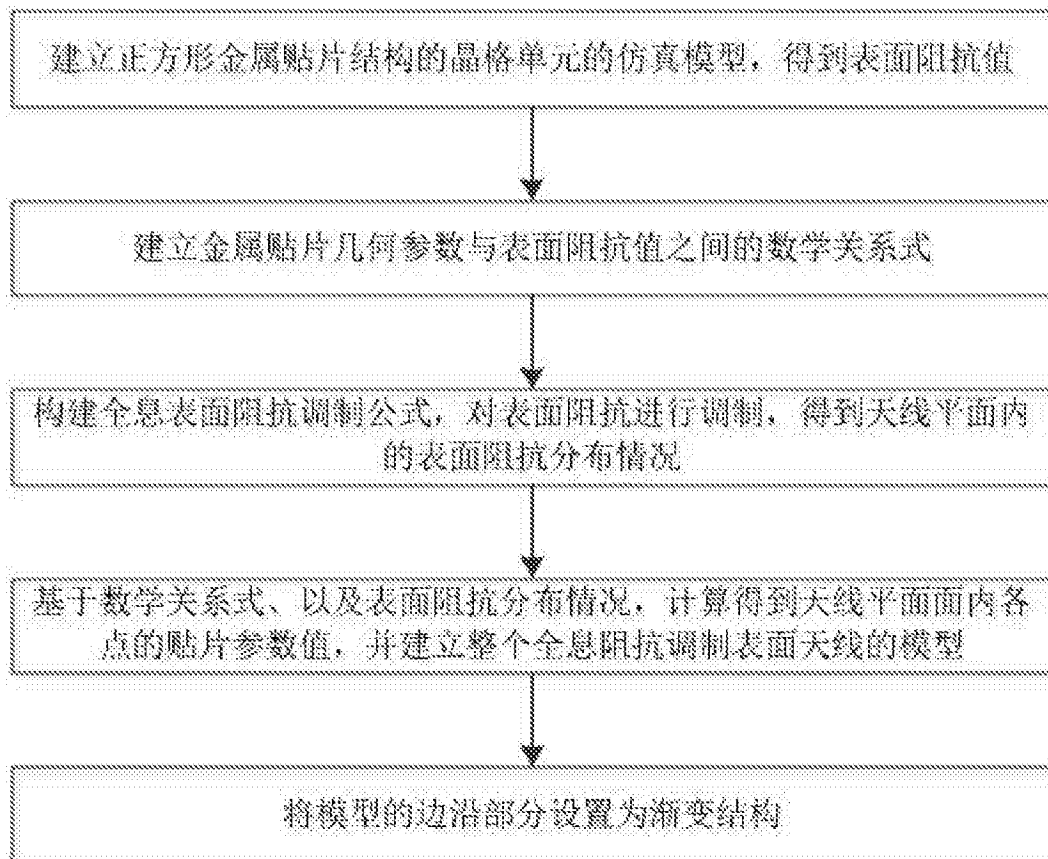 建立正方形金属贴片结构的晶格单元的仿真模型，得到表面阻抗值
建立金属贴片几何参数与表面阻抗值之间的数学关系式
构建全息表面阻抗调制公式，对表面阻抗进行调制，得到天线平面内
的表面阻抗分布情况
基于数学关系式、以及表面阻抗分布情况，计算得到天线平面面内各
点的贴片参数值，并建立整个全息阻抗调制表面天线的模型
将模型的边沿部分设置为渐变结构